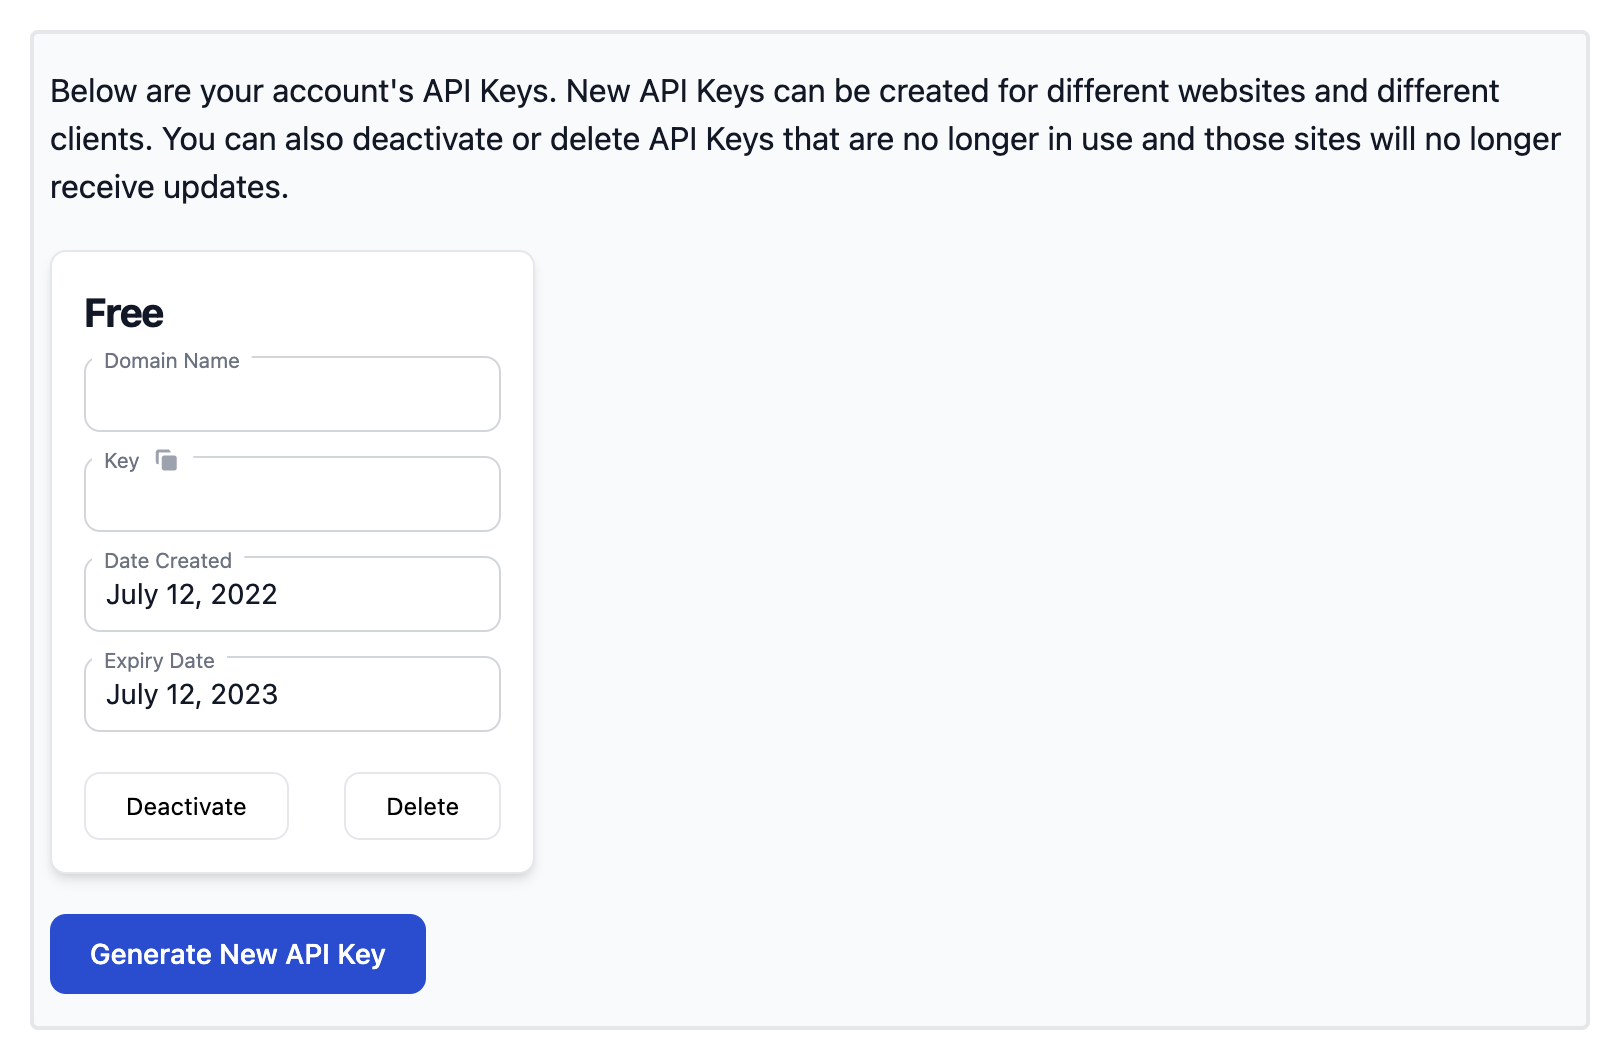 Below are your account's API Keys. New API Keys can be created for different websites and different
clients. You can also deactivate or delete API Keys that are no longer in use and those sites will no longer
receive updates.
Free
Domain Name
Key
Date Created
July 12, 2022
Expiry Date
July 12, 2023
Deactivate Delete
Generate New API Key